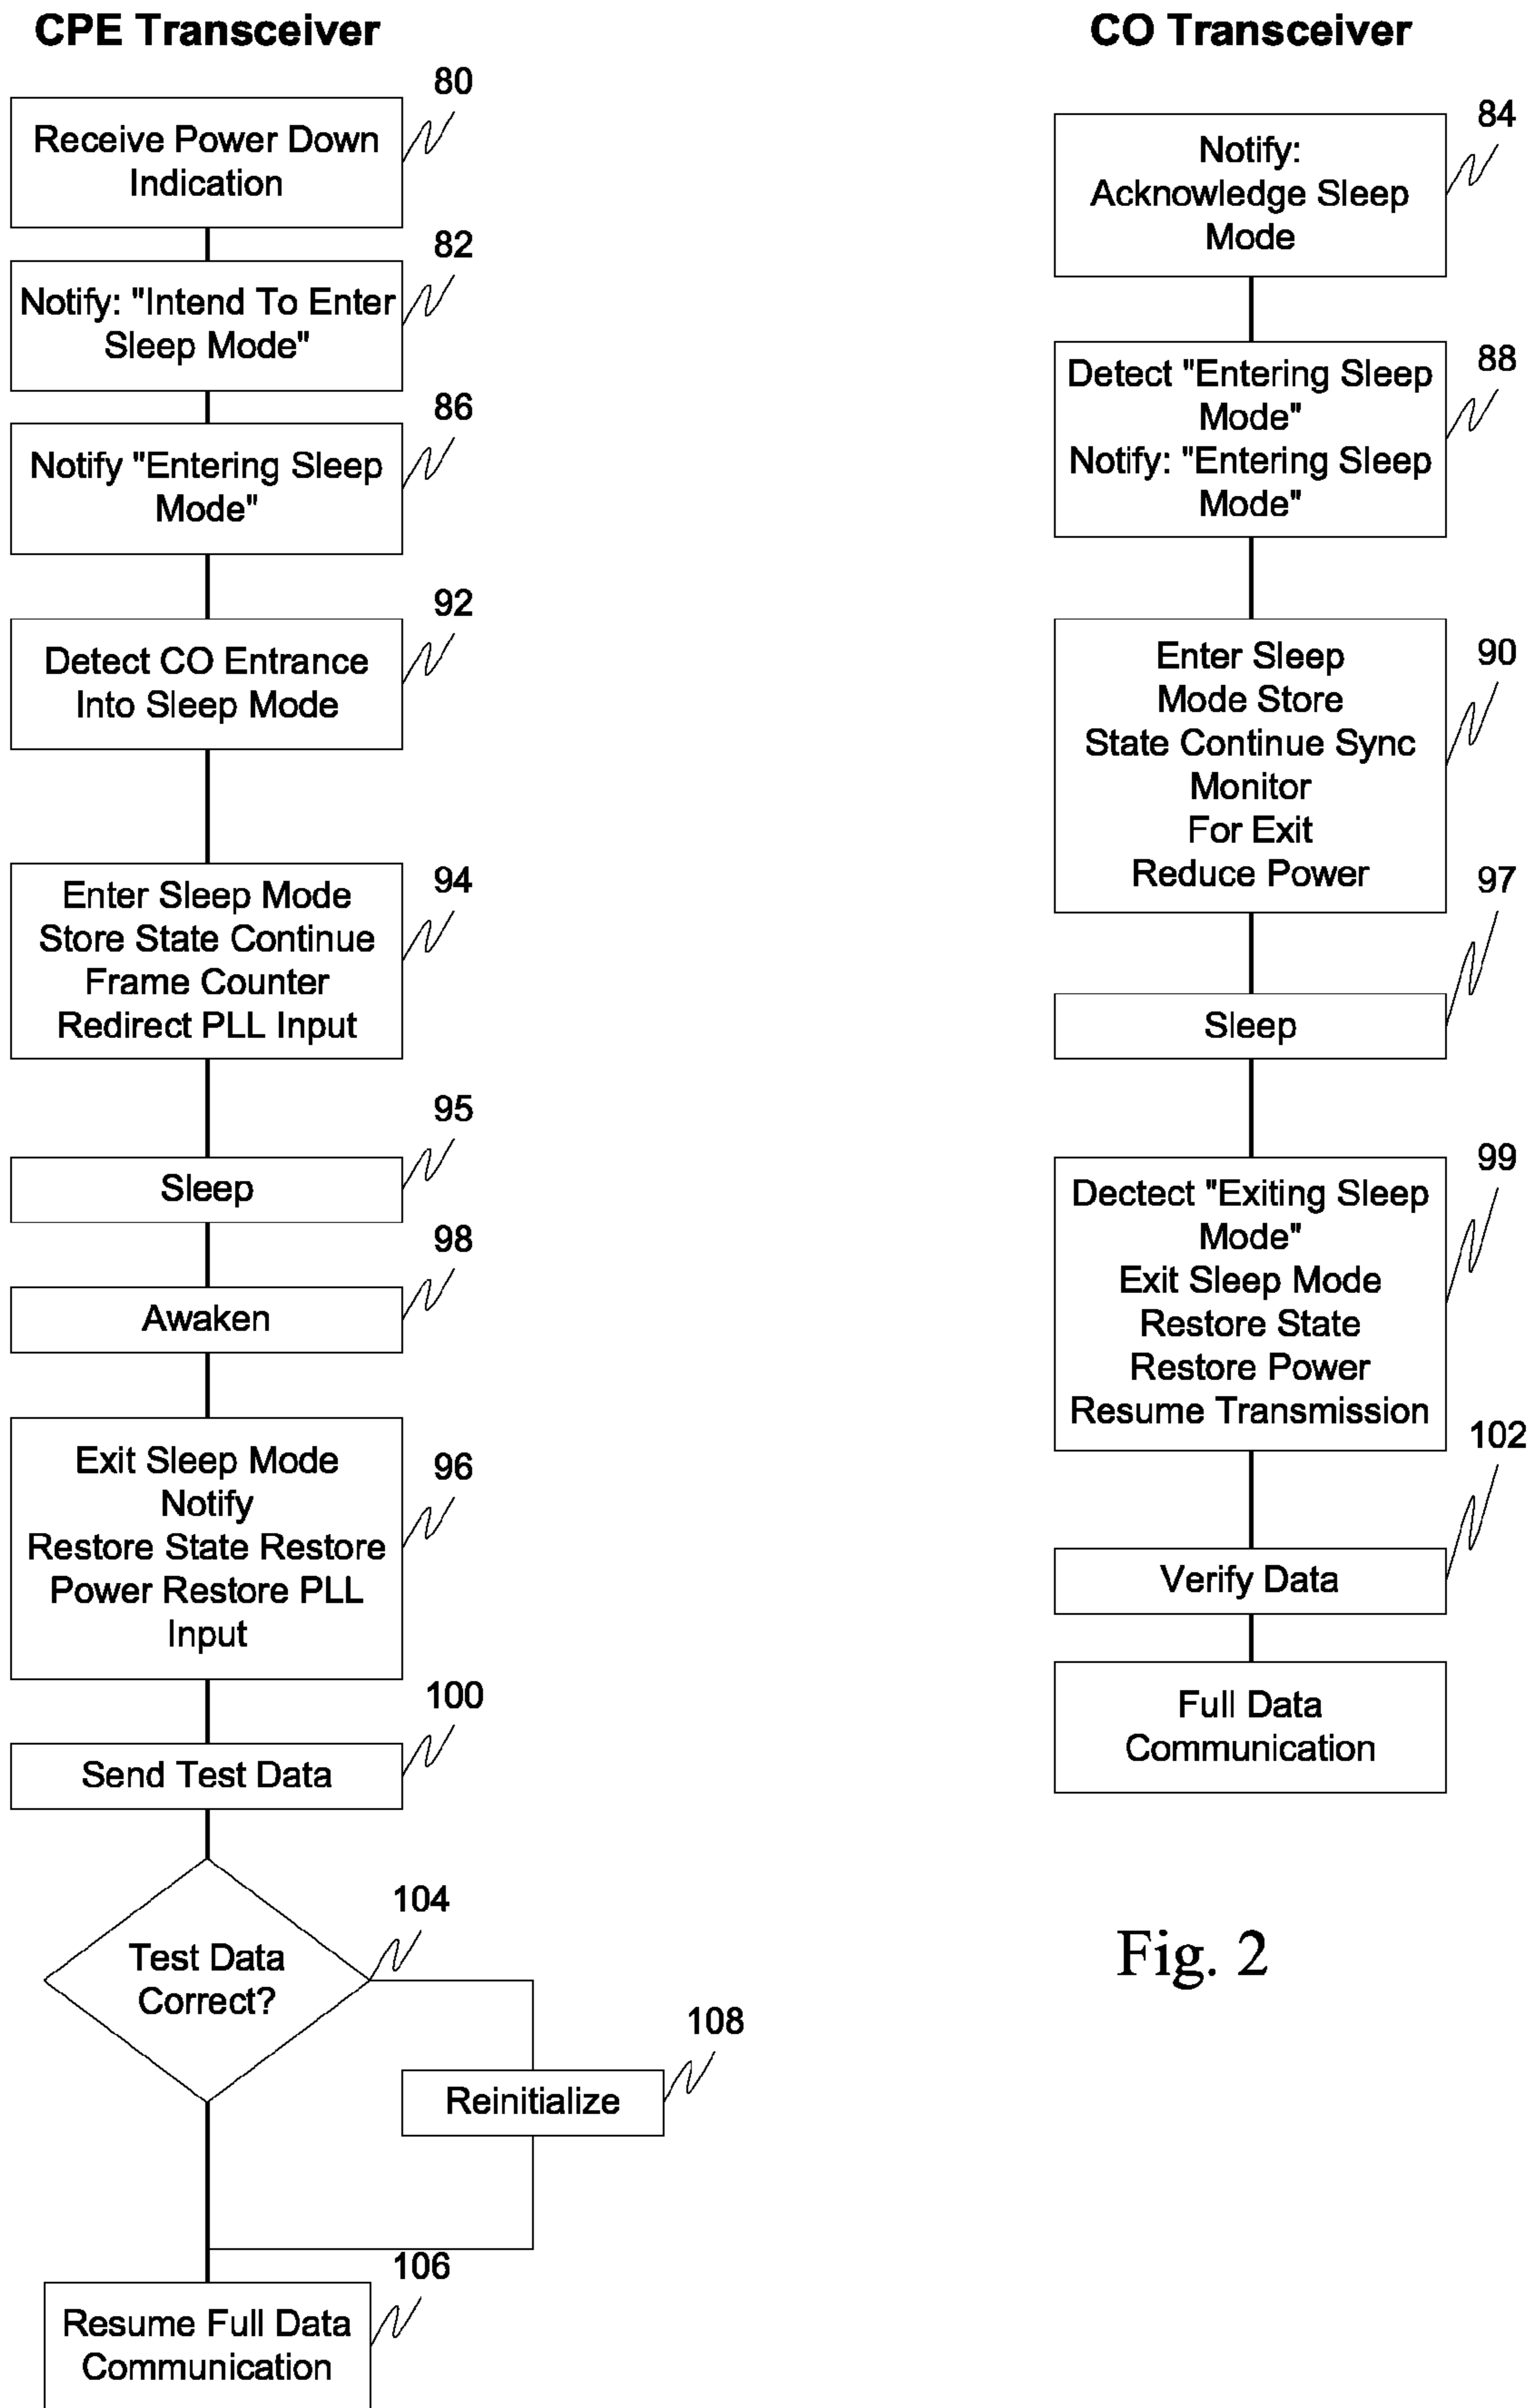 CPE Transceiver
80
Receive Power Down
Indication
82
Notify: "Intend To Enter
Sleep Mode"
86
Notify "Entering Sleep
Mode"
92
Detect CO Entrance
Into Sleep Mode
94
Enter Sleep Mode
Store State Continue
Frame Counter
Redirect PLL Input
95
Sleep
98
Awaken
96
Exit Sleep Mode
Notify
Restore State Restore
Power Restore PLL
Input
100
Send Test Data
104
Test Data
Correct?
108
Reinitialize
106
Resume Full Data
Communication
CO Transceiver
84
Notify:
Acknowledge Sleep
Mode
88
Detect "Entering Sleep
Mode"
Notify: "Entering Sleep
Mode"
90
Enter Sleep
Mode Store
State Continue Sync
Monitor
For Exit
Reduce Power
97
Sleep
99
Dectect "Exiting Sleep
Mode"
Exit Sleep Mode
Restore State
Restore Power
Resume Transmission
102
Verify Data
Full Data
Communication
Fig. 2